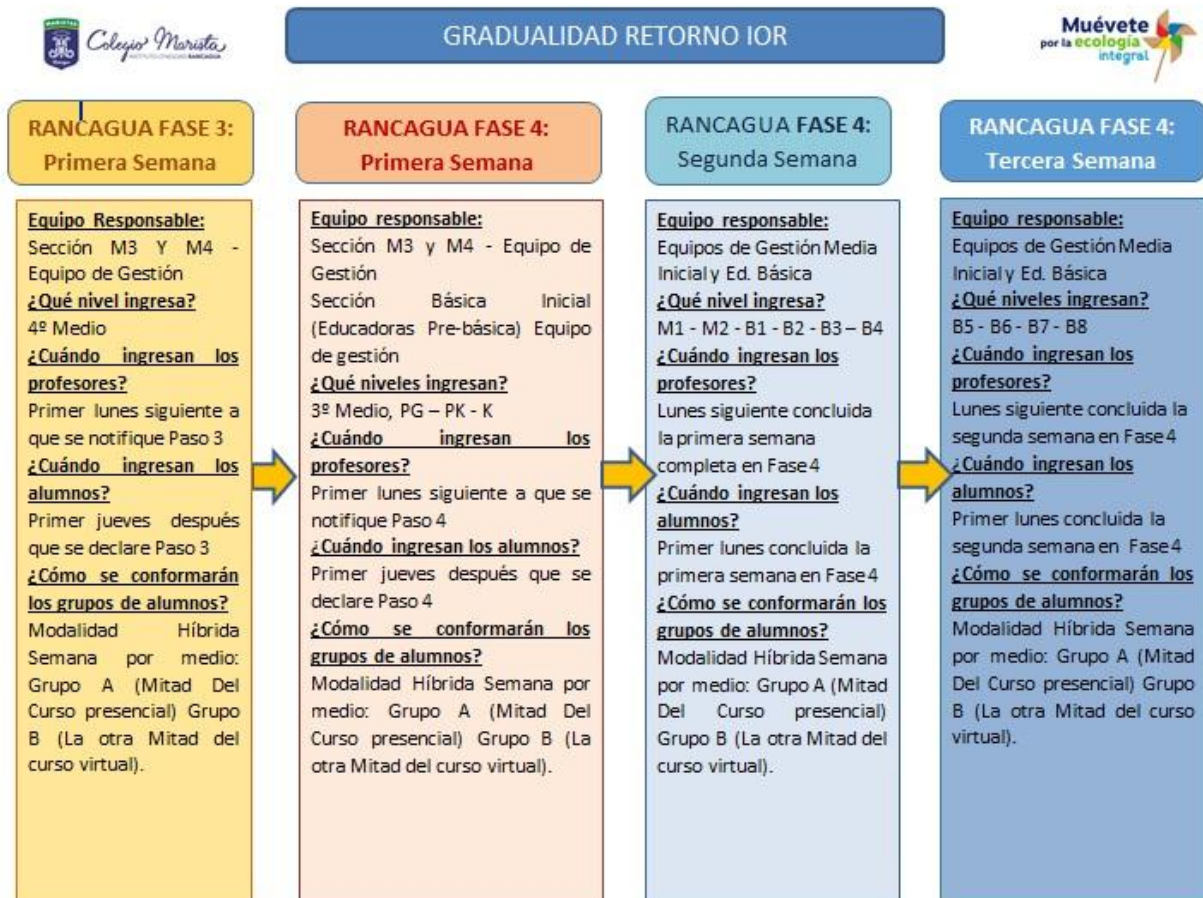 MARISTAS
Colegio Marista
INSTITUTO O'HIGGINS RANCAGUA
GRADUALIDAD RETORNO IOR
Muévete
por la ecología
integral
RANCAGUA FASE 3:
Primera Semana
Equipo Responsable:
Sección M3 Y M4 -
Equipo de Gestión
¿Qué nivel ingresa?
4º Medio
¿Cuándo ingresan los
profesores?
Primer lunes siguiente a
que se notifique Paso 3
¿Cuándo ingresan los
alumnos?
Primer jueves después
que se declare Paso 3
¿Cómo se conformarán
los grupos de alumnos?
Modalidad Híbrida
Semana por medio:
Grupo A (Mitad Del
Curso presencial) Grupo
B (La otra Mitad del
curso virtual).
RANCAGUA FASE 4:
Primera Semana
Equipo responsable:
Sección M3 y M4 - Equipo de
Gestión
Sección Básica Inicial
(Educadoras Pre-básica) Equipo
de gestión
¿Qué niveles ingresan?
3º Medio, PG – PK - K
¿Cuándo ingresan los
profesores?
Primer lunes siguiente a que se
notifique Paso 4
¿Cuándo ingresan los alumnos?
Primer jueves después que se
declare Paso 4
¿Cómo se conformarán los
grupos de alumnos?
Modalidad Híbrida Semana por
medio: Grupo A (Mitad Del
Curso presencial) Grupo B (La
otra Mitad del curso virtual).
RANCAGUA FASE 4:
Segunda Semana
Equipo responsable:
Equipos de Gestión Media
Inicial y Ed. Básica
¿Qué nivel ingresa?
M1 - M2 - B1 - B2 - B3 – B4
¿Cuándo ingresan los
profesores?
Lunes siguiente concluida
la primera semana
completa en Fase 4
¿Cuándo ingresan los
alumnos?
Primer lunes concluida la
primera semana en Fase 4
¿Cómo se conformarán los
grupos de alumnos?
Modalidad Híbrida Semana
por medio: Grupo A (Mitad
Del Curso presencial)
Grupo B (La otra Mitad del
curso virtual).
RANCAGUA FASE 4:
Tercera Semana
Equipo responsable:
Equipos de Gestión Media
Inicial y Ed. Básica
¿Qué niveles ingresan?
B5 - B6 - B7 - B8
¿Cuándo ingresan los
profesores?
Lunes siguiente concluida la
segunda semana en Fase 4
¿Cuándo ingresan los
alumnos?
Primer lunes concluida la
segunda semana en Fase 4
¿Cómo se conformarán los
grupos de alumnos?
Modalidad Híbrida Semana
por medio: Grupo A (Mitad
Del Curso presencial) Grupo
B (La otra Mitad del curso
virtual).